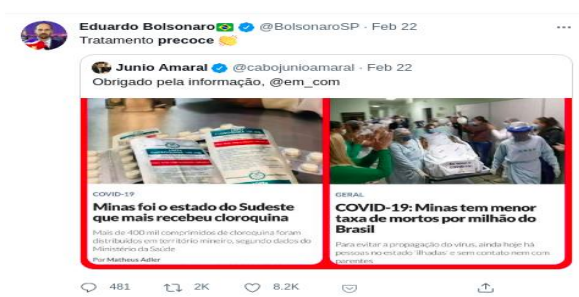 Eduardo Bolsonaro @BolsonaroSP · Feb 22
Tratamento precoce
Junio Amaral @cabojunioamaral · Feb 22
Obrigado pela informação, @em_com
COVID-19
Minas foi o estado do Sudeste
que mais recebeu cloroquina
Mais de 400 mil comprimidos de cloroquina foram
distribuídos em território mineiro, segundo dados do
Ministério da Saúde
Por Matheus Adler
GERAL
COVID-19: Minas tem menor
taxa de mortos por milhão do
Brasil
Para evitar a propagação do vírus, ainda hoje há
pessoas no estado 'ilhadas' e sem contato nem com
parentes
481 2K 8.2K